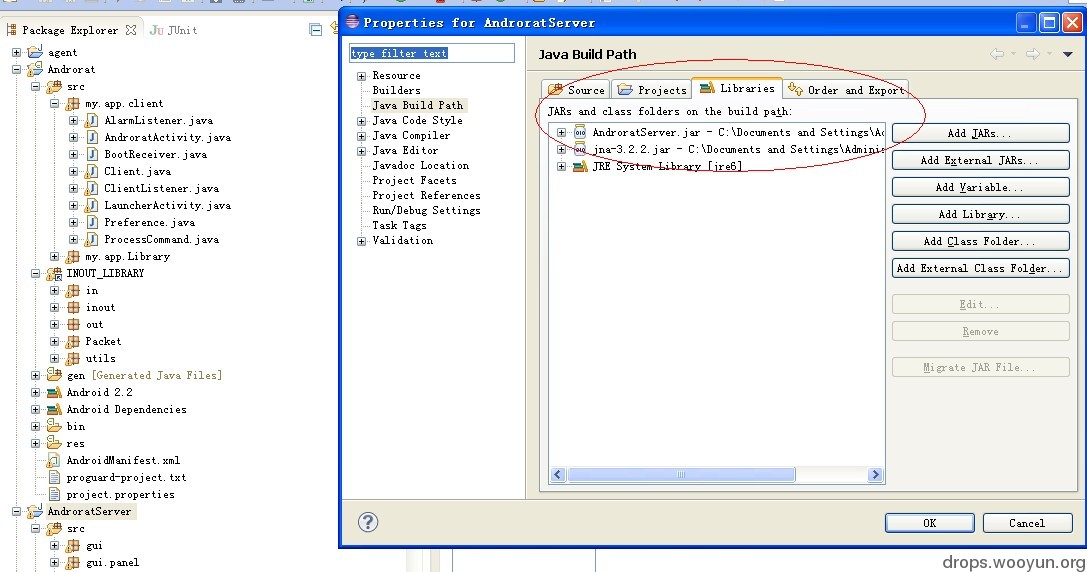 Package Explorer
JUnit
agent
Androrat
src
my.app.client
AlarmListener.java
AndroratActivity.java
BootReceiver.java
Client.java
ClientListener.java
LauncherActivity.java
Preference.java
ProcessCommand.java
my.app.Library
INOUT_LIBRARY
in
inout
out
Packet
utils
gen [Generated Java Files]
Android 2.2
Android Dependencies
bin
res
AndroidManifest.xml
proguard-project.txt
project.properties
AndroratServer
src
gui
gui.panel
Properties for AndroratServer
type filter text
Resource
Builders
Java Build Path
Java Code Style
Java Compiler
Java Editor
Javadoc Location
Project Facets
Project References
Run/Debug Settings
Task Tags
Validation
Java Build Path
Source
Projects
Libraries
Order and Export
JARs and class folders on the build path:
AndroratServer.jar - C:\Documents and Settings\Ad
jna-3.2.2.jar - C:\Documents and Settings\Adminis
JRE System Library [jre6]
Add JARs...
Add External JARs...
Add Variable...
Add Library...
Add Class Folder...
Add External Class Folder...
Edit...
Remove
Migrate JAR File...
OK
Cancel
drops.wooyun.org